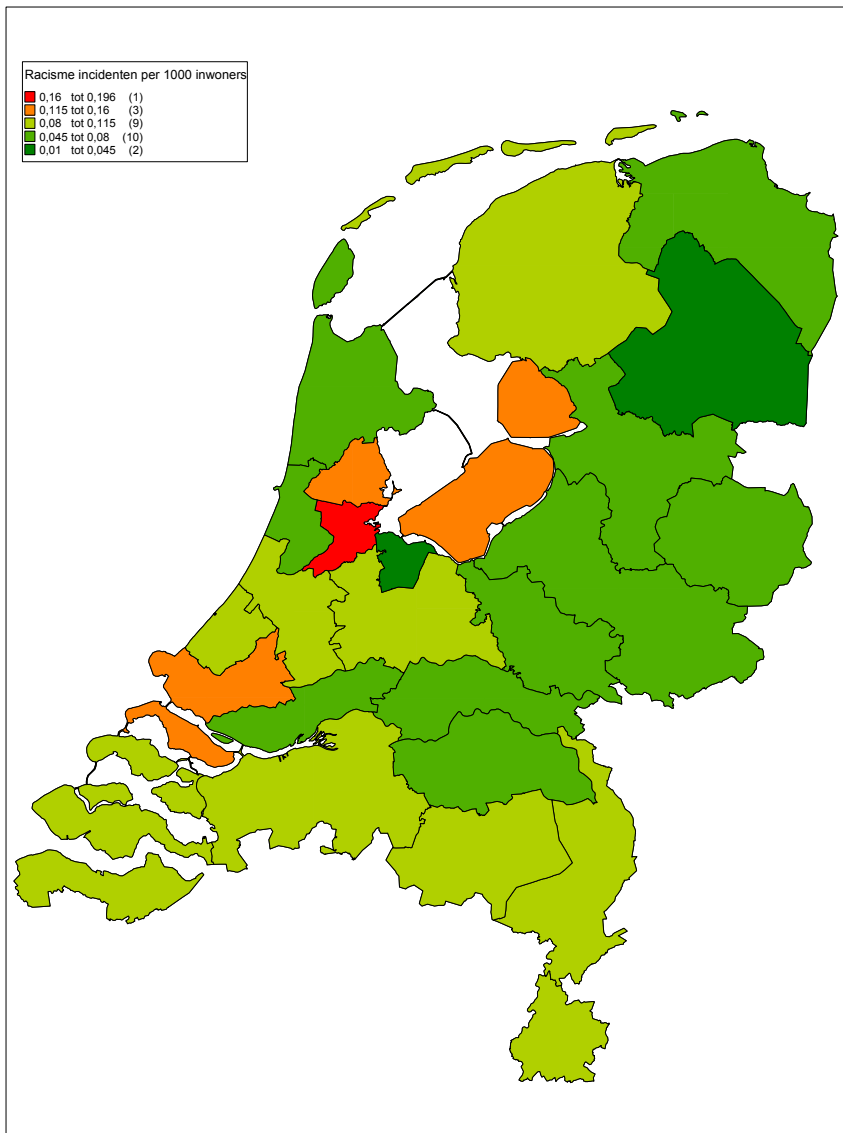 Racisme incidenten per 1000 inwoners
0,16 tot 0,196 (1)
0,115 tot 0,16 (3)
0,08 tot 0,115 (9)
0,045 tot 0,08 (10)
0,01 tot 0,045 (2)